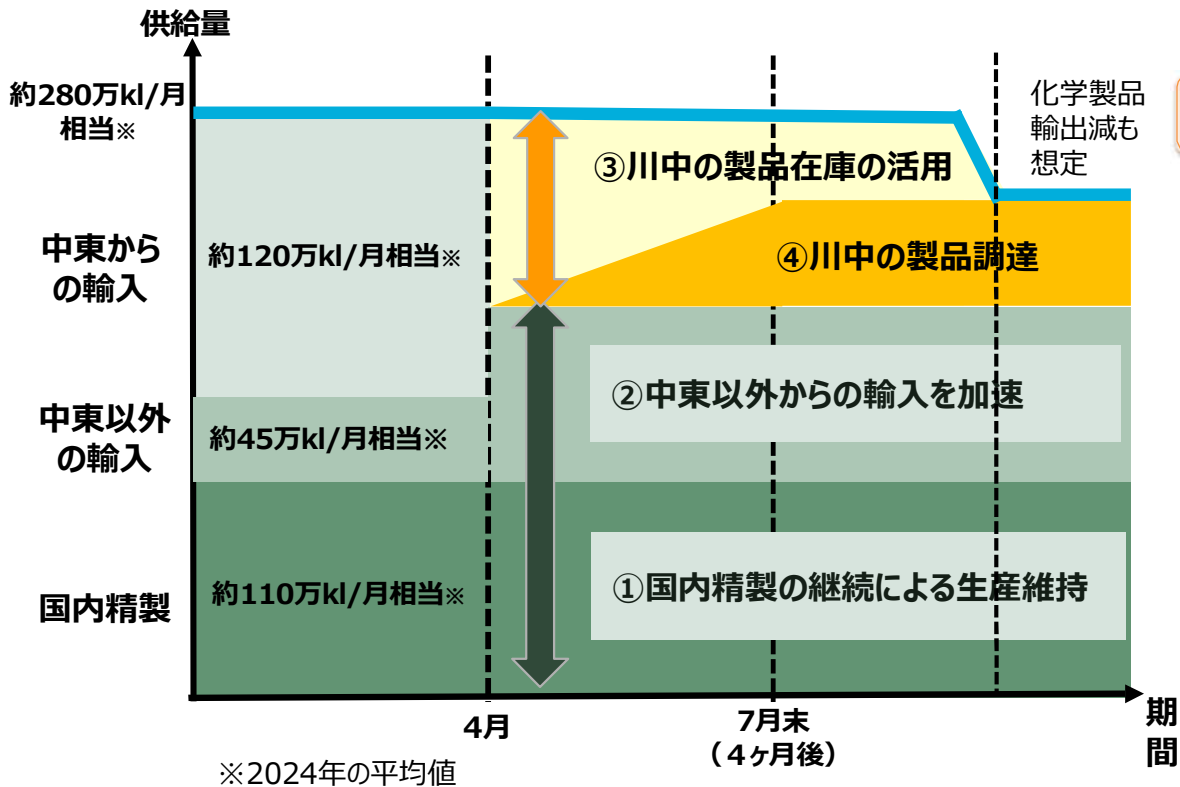 供給量
約280万kl/月
相当※
化学製品
輸出減も
想定
③川中の製品在庫の活用
中東から
の輸入
約120万kl/月相当※
④川中の製品調達
②中東以外からの輸入を加速
中東以外
の輸入
約45万kl/月相当※
国内精製
約110万kl/月相当※
①国内精製の継続による生産維持
4月
7月末
（４ヶ月後）
期
間
※2024年の平均値